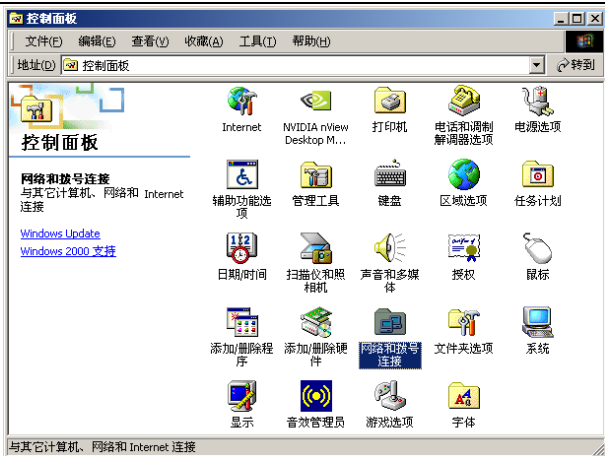 控制面板
文件(F) 编辑(E) 查看(V) 收藏(A) 工具(T) 帮助(H)
地址(D) 控制面板 转到
控制面板
网络和拨号连接
与其它计算机、网络和 Internet
连接
Windows Update
Windows 2000 支持
Internet
NVIDIA nView
Desktop M...
打印机
电话和调制
解调器选项
电源选项
辅助功能选
项
管理工具
键盘
区域选项
任务计划
日期/时间
扫描仪和照
相机
声音和多媒
体
授权
鼠标
添加/删除程
序
添加/删除硬
件
网络和拨号
连接
文件夹选项
系统
显示
音效管理员
游戏选项
字体
与其它计算机、网络和 Internet 连接